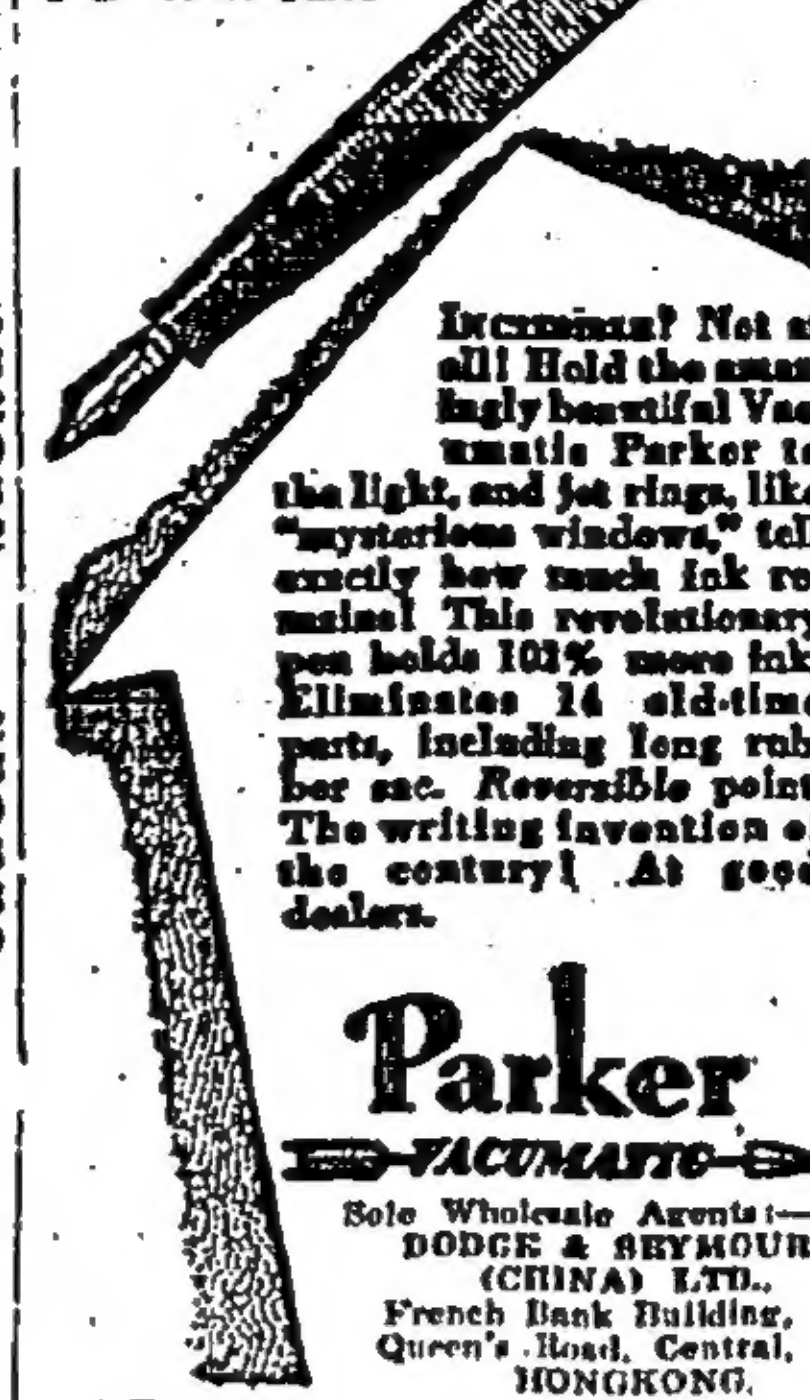 Not a
all! Hold the amaz
ingly beautiful Vac
umatic Parker to
the light, and jet rings, like
"mysterious windows," tell
exactly how much ink re
mains! This revolutionary
pen holds 102% more ink
Eliminates 14 old-time
parts, including long rub
ber sac. Reversible point
The writing invention of
the century! At good
dealers.
Parker
VACUMATIC
Sole Wholesale Agents:—
DODGE & SEYMOUR
(CHINA) LTD.,
French Bank Building,
Queen's Road, Central,
HONGKONG.